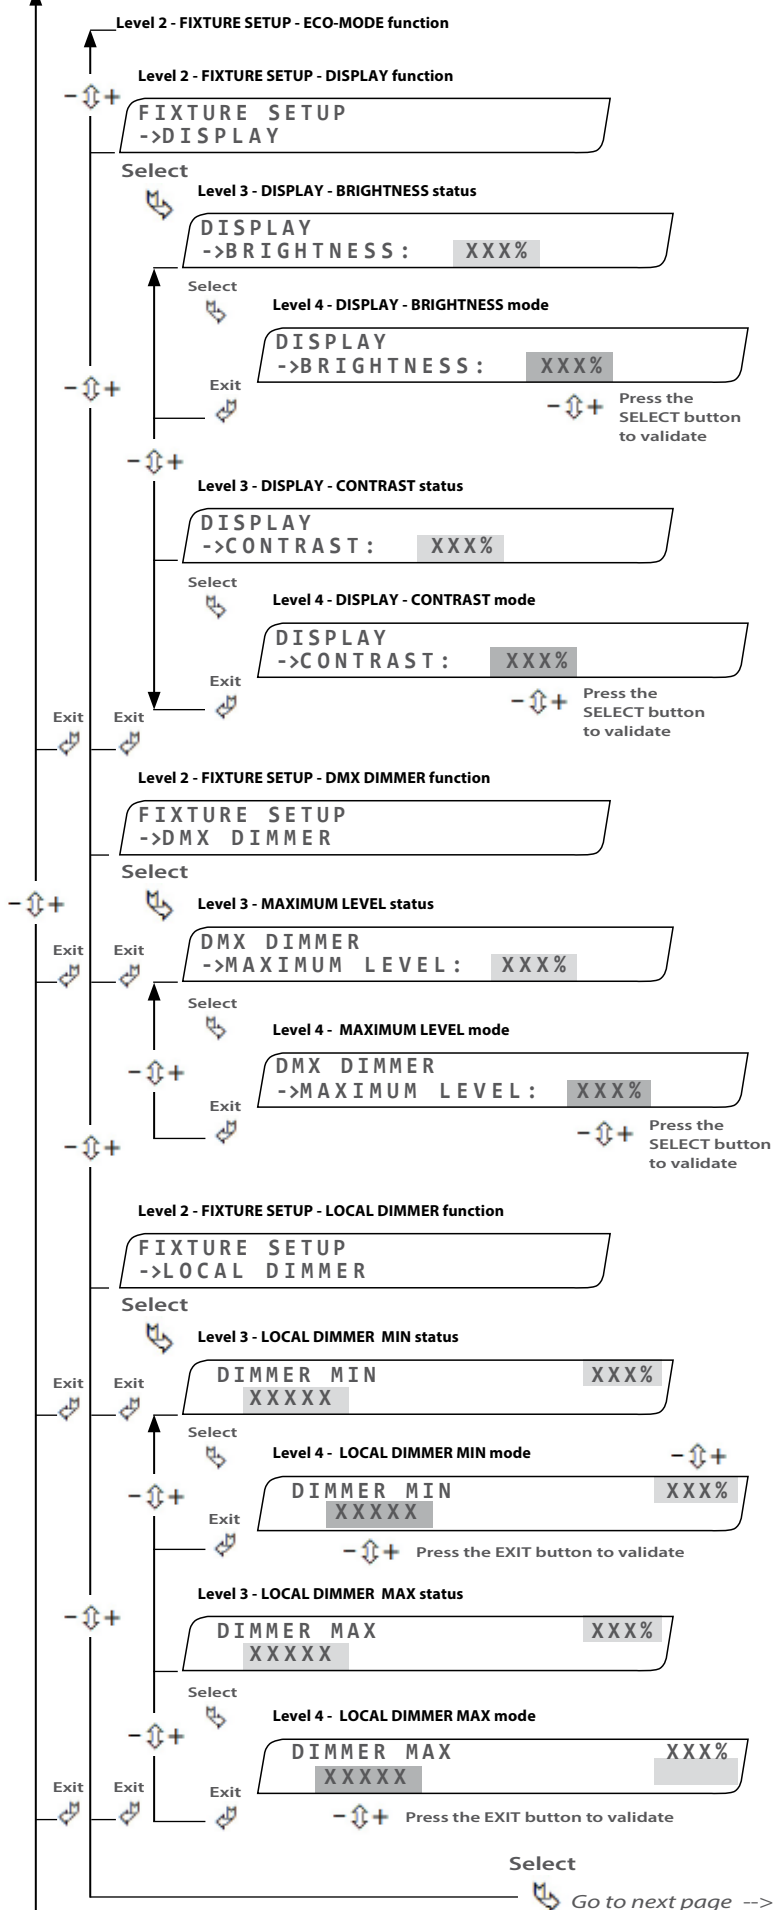 Level 2 - FIXTURE SETUP - ECO-MODE function
Level 2 - FIXTURE SETUP - DISPLAY function
- +
FIXTURE SETUP
->DISPLAY
Select
Level 3 - DISPLAY - BRIGHTNESS status
DISPLAY
->BRIGHTNESS: XXX%
Select
Level 4 - DISPLAY - BRIGHTNESS mode
DISPLAY
->BRIGHTNESS: XXX%
- +
Exit
- +
Press the
SELECT button
to validate
- +
Level 3 - DISPLAY - CONTRAST status
DISPLAY
->CONTRAST: XXX%
Select
Level 4 - DISPLAY - CONTRAST mode
DISPLAY
->CONTRAST: XXX%
Exit
- +
Press the
SELECT button
to validate
Exit Exit
Level 2 - FIXTURE SETUP - DMX DIMMER function
FIXTURE SETUP
->DMX DIMMER
Select
- +
Level 3 - MAXIMUM LEVEL status
Exit Exit
DMX DIMMER
->MAXIMUM LEVEL: XXX%
Select
Level 4 - MAXIMUM LEVEL mode
- +
DMX DIMMER
->MAXIMUM LEVEL: XXX%
Exit
- +
- +
Press the
SELECT button
to validate
Level 2 - FIXTURE SETUP - LOCAL DIMMER function
FIXTURE SETUP
->LOCAL DIMMER
Select
Level 3 - LOCAL DIMMER MIN status
Exit Exit
DIMMER MIN XXX%
XXXXX
Select
Level 4 - LOCAL DIMMER MIN mode
- +
- +
DIMMER MIN XXX%
XXXXX
Exit
- + Press the EXIT button to validate
Level 3 - LOCAL DIMMER MAX status
- +
DIMMER MAX XXX%
XXXXX
Select
Level 4 - LOCAL DIMMER MAX mode
- +
DIMMER MAX XXX%
XXXXX
Exit Exit Exit
- + Press the EXIT button to validate
Select
Go to next page -->